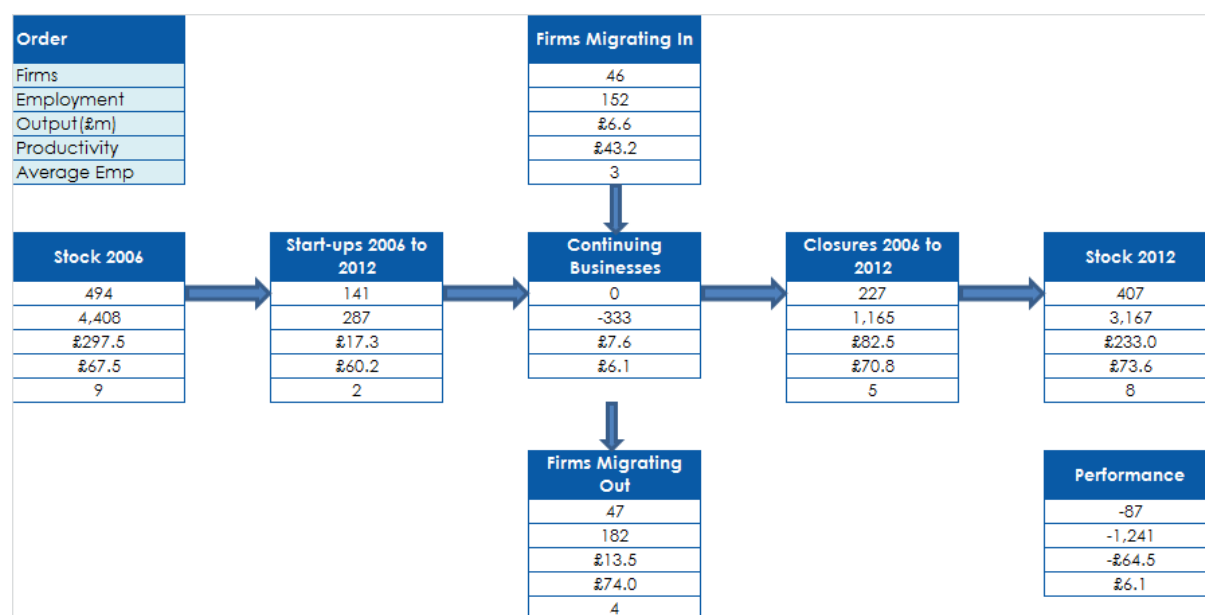 Order
Firms
Employment
Output(£m)
Productivity
Average Emp
Firms Migrating In
46
152
£6.6
£43.2
3
Stock 2006
494
4,408
£297.5
£67.5
9
Start-ups 2006 to
2012
141
287
£17.3
£60.2
2
Continuing
Businesses
0
-333
£7.6
£6.1
Closures 2006 to
2012
227
1,165
£82.5
£70.8
5
Stock 2012
407
3,167
£233.0
£73.6
8
Firms Migrating
Out
47
182
£13.5
£74.0
4
Performance
-87
-1,241
-£64.5
£6.1